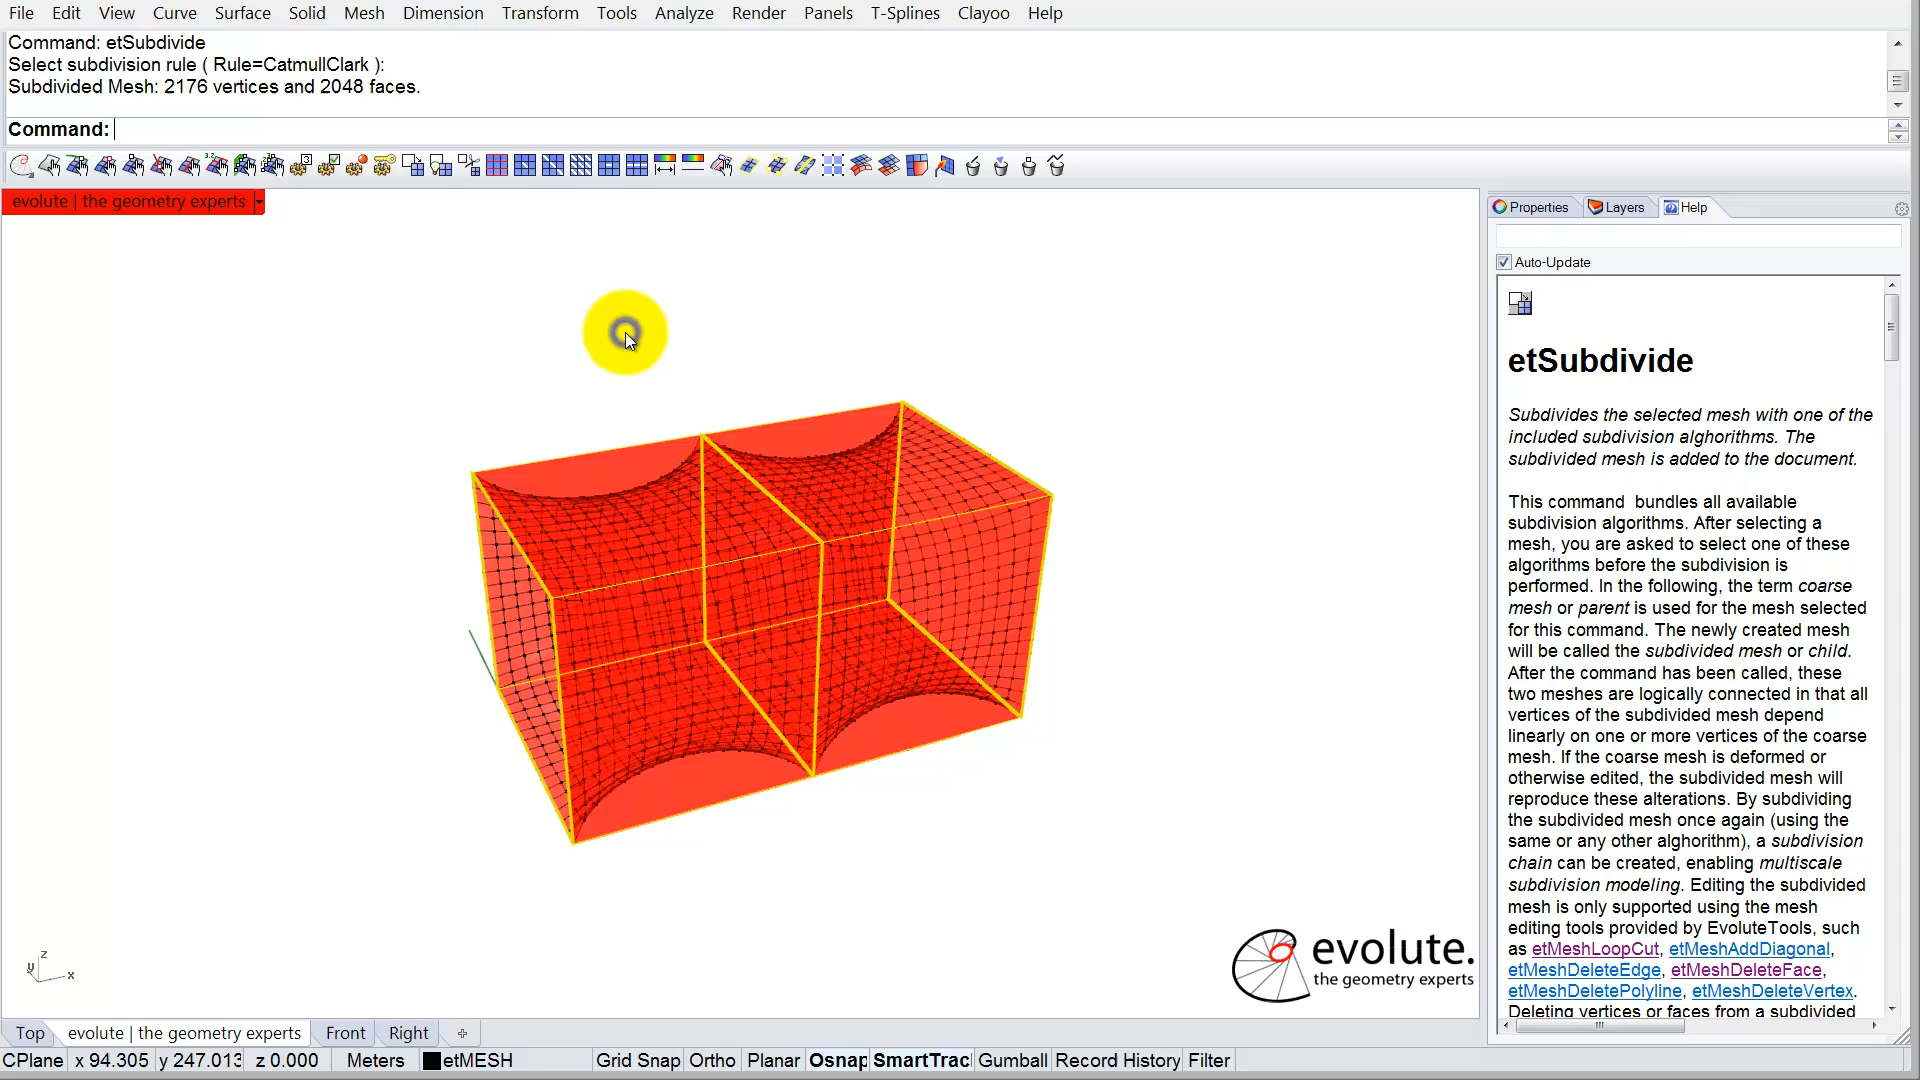 File Edit View Curve Surface Solid Mesh Dimension Transform Tools Analyze Render Panels T-Splines Clayoo Help
Command: etSubdivide
Select subdivision rule ( Rule=CatmullClark ):
Subdivided Mesh: 2176 vertices and 2048 faces.
Command:
evolute | the geometry experts
Properties Layers Help
Auto-Update
etSubdivide
Subdivides the selected mesh with one of the
included subdivision alghorithms. The
subdivided mesh is added to the document.
This command bundles all available
subdivision algorithms. After selecting a
mesh, you are asked to select one of these
algorithms before the subdivision is
performed. In the following, the term coarse
mesh or parent is used for the mesh selected
for this command. The newly created mesh
will be called the subdivided mesh or child.
After the command has been called, these
two meshes are logically connected in that all
vertices of the subdivided mesh depend
linearly on one or more vertices of the coarse
mesh. If the coarse mesh is deformed or
otherwise edited, the subdivided mesh will
reproduce these alterations. By subdividing
the subdivided mesh once again (using the
same or any other alghorithm), a subdivision
chain can be created, enabling multiscale
subdivision modeling. Editing the subdivided
mesh is only supported using the mesh
editing tools provided by EvoluteTools, such
as etMeshLoopCut, etMeshAddDiagonal,
etMeshDeleteEdge, etMeshDeleteFace,
etMeshDeletePolyline, etMeshDeleteVertex.
Deleting vertices or faces from a subdivided
evolute.
the geometry experts
z
y
x
Top evolute | the geometry experts Front Right
CPlane x 94.305 y 247.013 z 0.000 Meters etMESH Grid Snap Ortho Planar Osnap SmartTrac Gumball Record History Filter